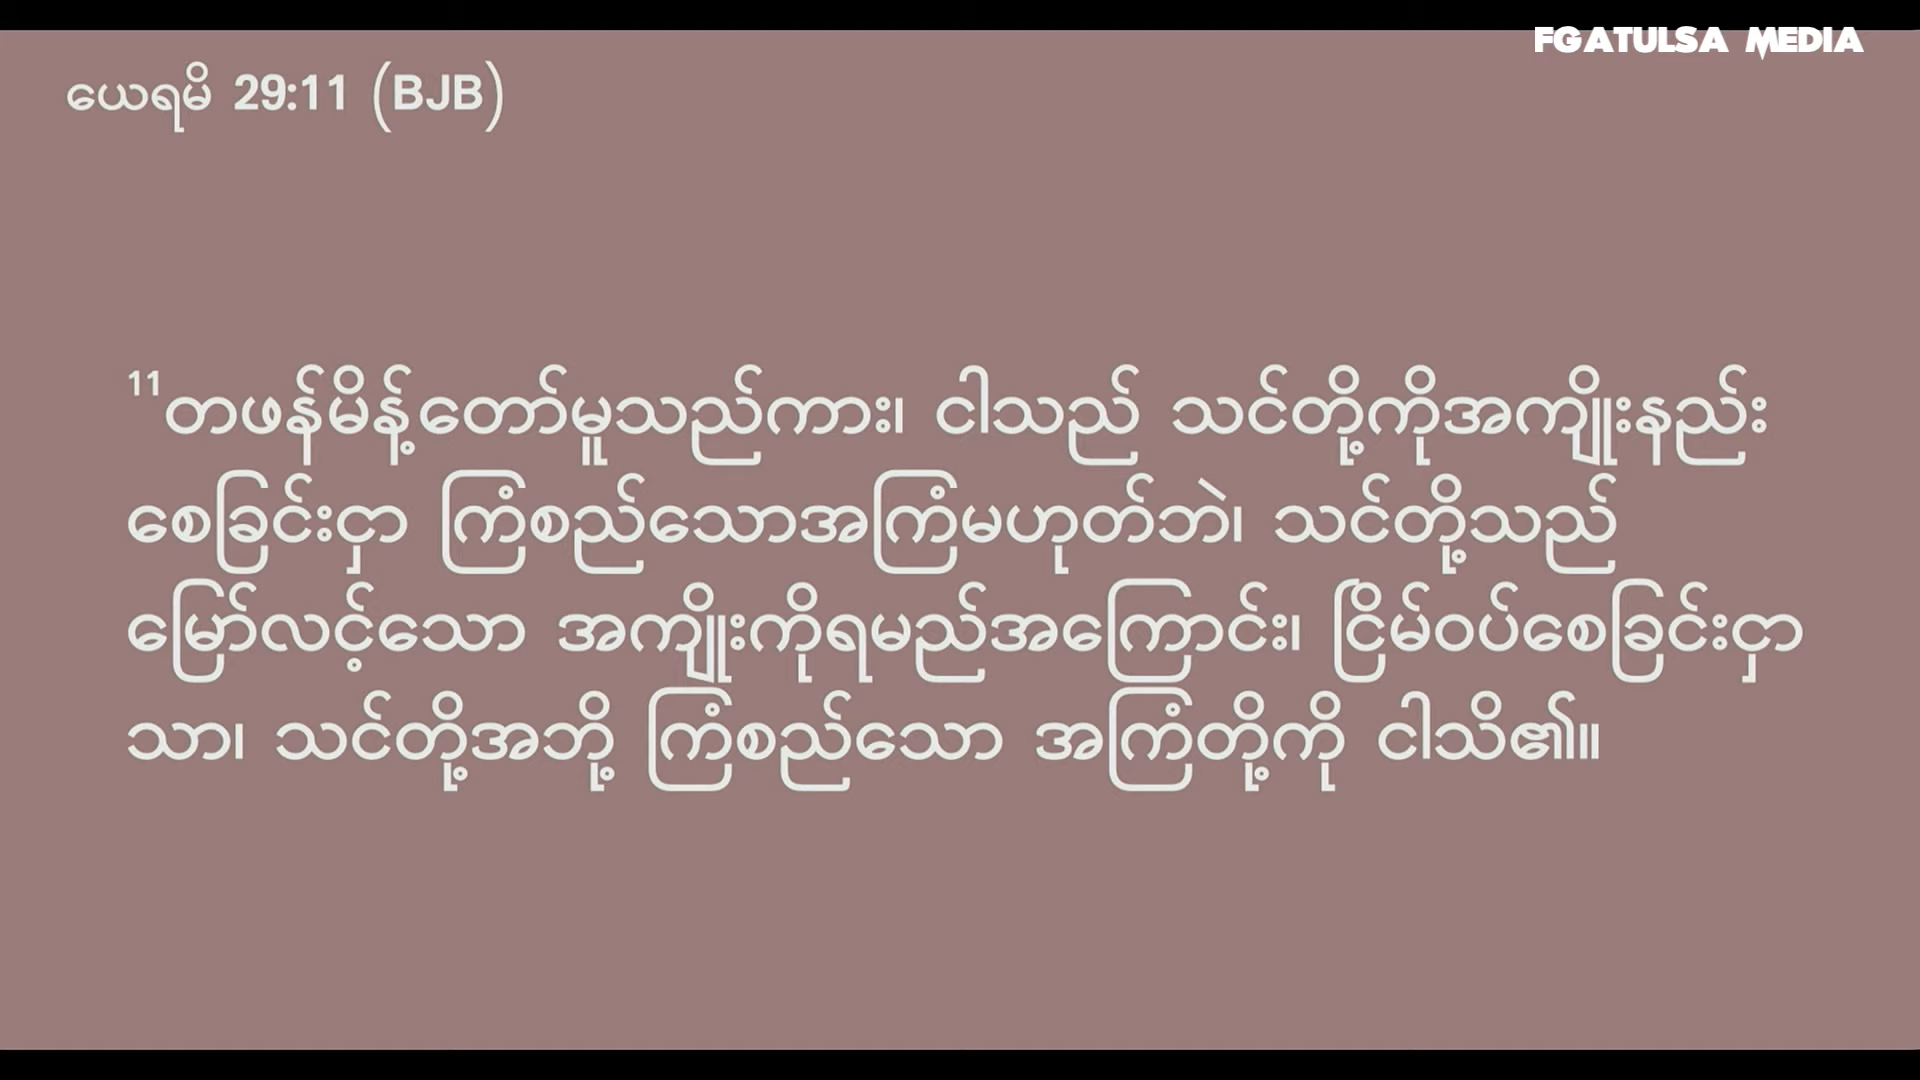 FGATULSA MEDIA
ယေရမိ 29:11 (BJB)
11တဖန်မိန့်တော်မူသည်ကား၊ ငါသည် သင်တို့ကိုအကျိုးနည်း
စေခြင်းငှာ ကြံစည်သောအကြံမဟုတ်ဘဲ၊ သင်တို့သည်
မြော်လင့်သော အကျိုးကိုရမည်အကြောင်း၊ ငြိမ်ဝပ်စေခြင်းငှာ
သာ၊ သင်တို့အဘို့ ကြံစည်သော အကြံတို့ကို ငါသိ၏။